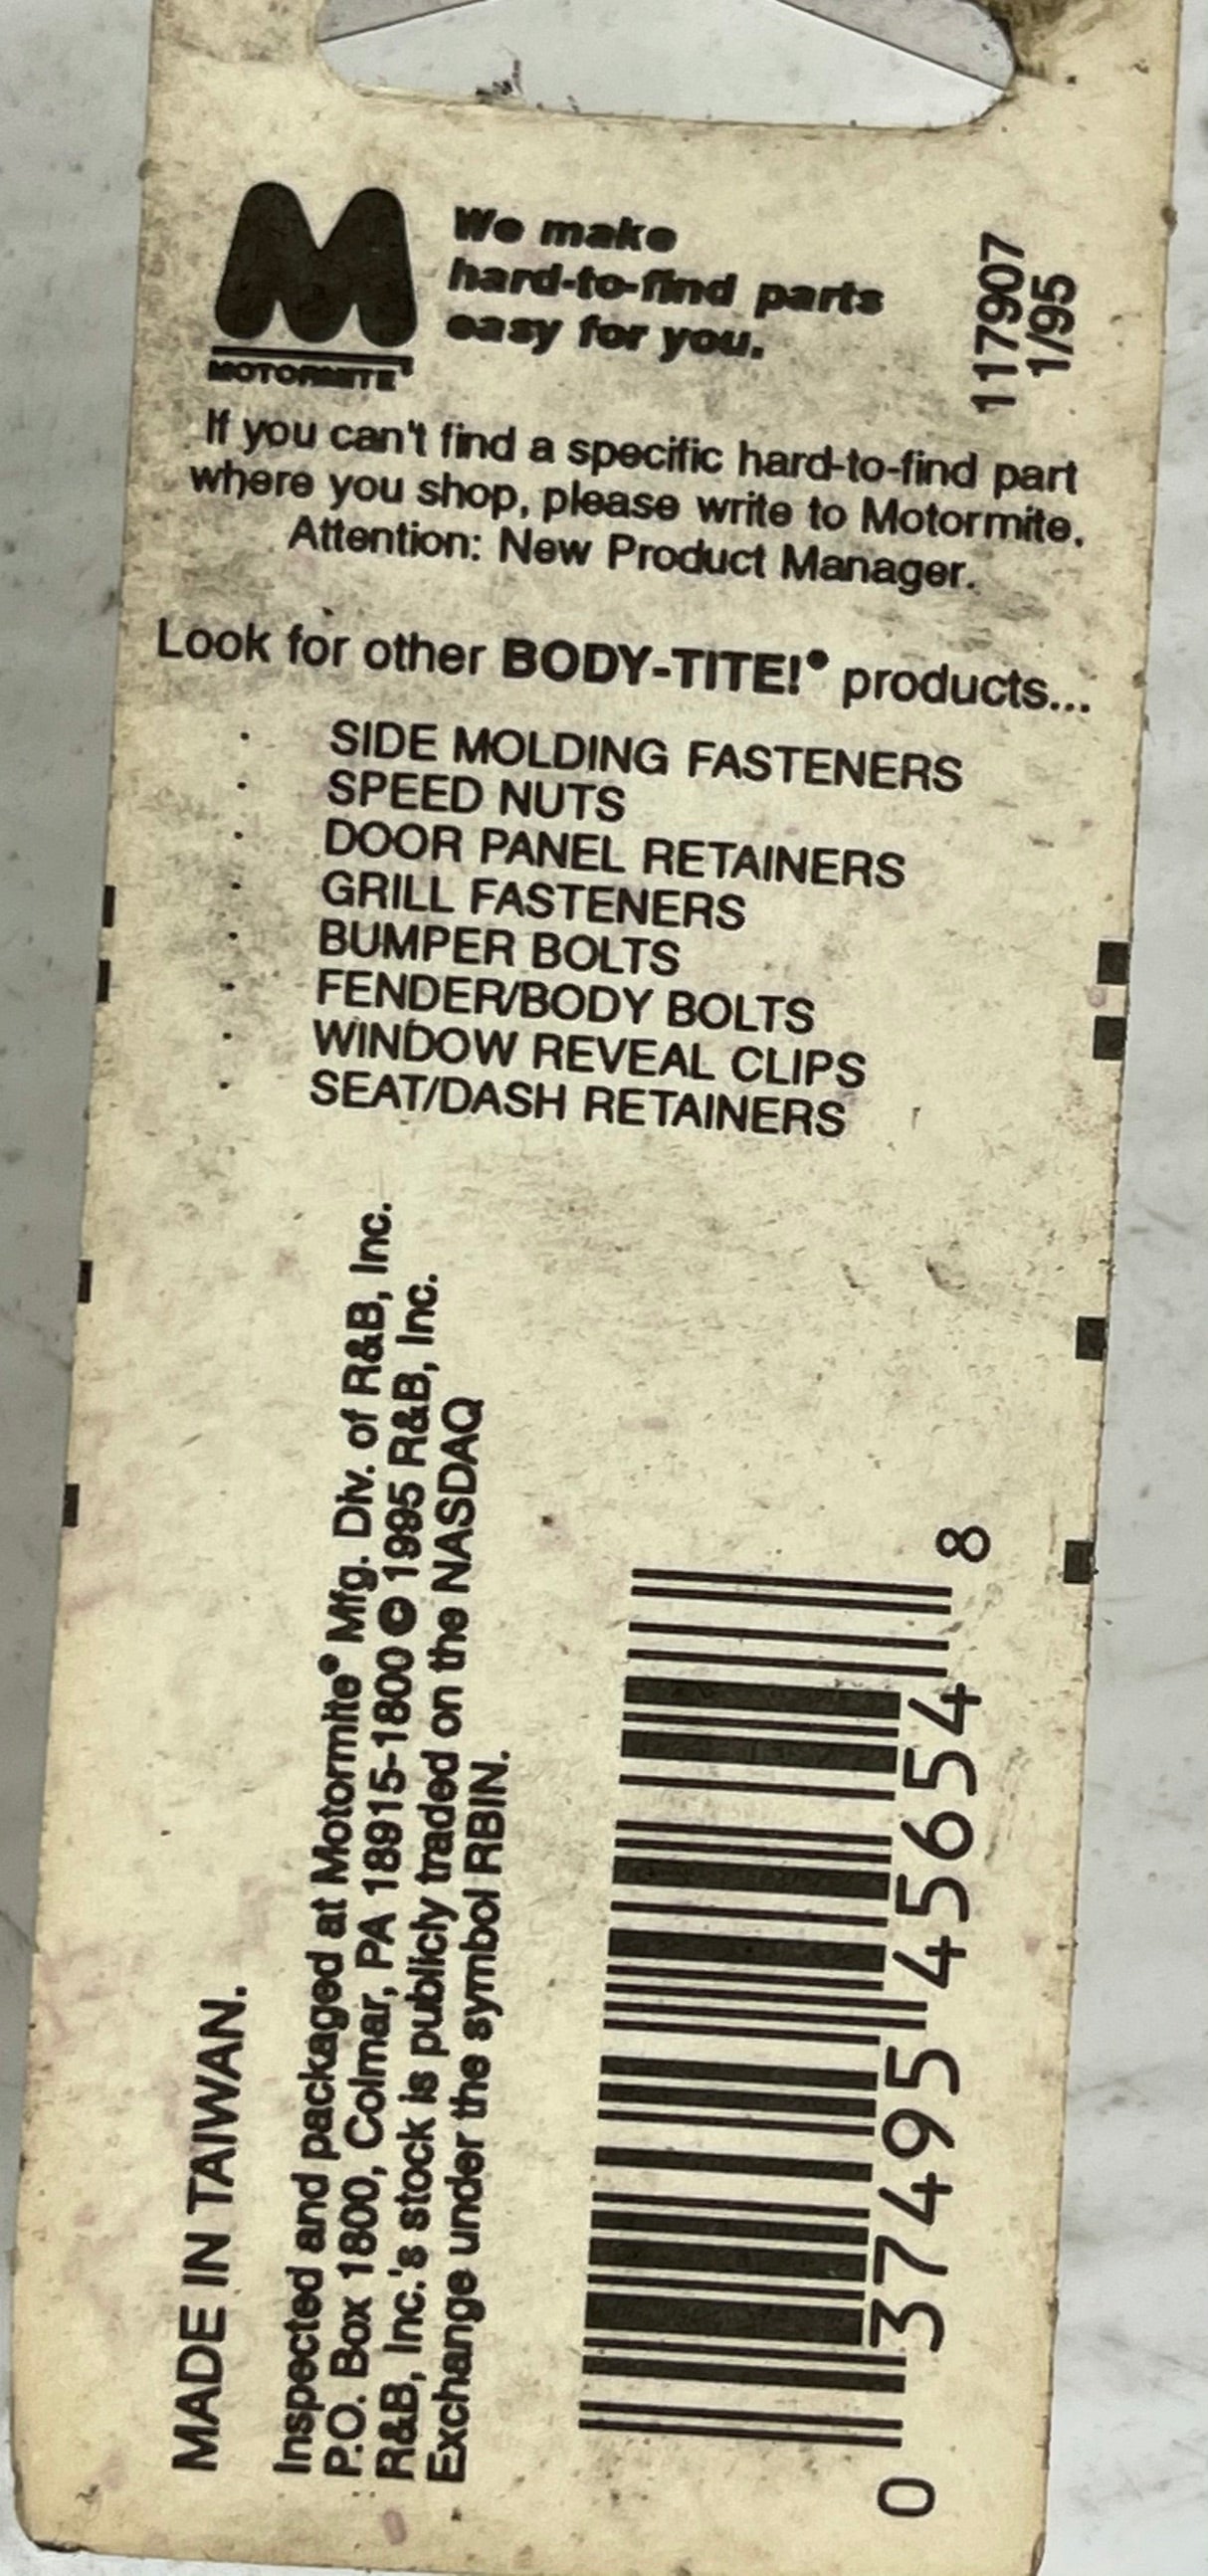 We make
hard-to-find parts
easy for you.
MOTORMITE®
117907
1/95
If you can't find a specific hard-to-find part
where you shop, please write to Motormite.
Attention: New Product Manager.
Look for other BODY-TITE!® products...
· SIDE MOLDING FASTENERS
· SPEED NUTS
· DOOR PANEL RETAINERS
· GRILL FASTENERS
· BUMPER BOLTS
· FENDER/BODY BOLTS
· WINDOW REVEAL CLIPS
· SEAT/DASH RETAINERS
MADE IN TAIWAN.
Inspected and packaged at Motormite® Mfg. Div. of R&B, Inc.
P.O. Box 1800, Colmar, PA 18915-1800 © 1995 R&B, Inc.
R&B, Inc.'s stock is publicly traded on the NASDAQ
Exchange under the symbol RBIN.
0 37495 45654 8